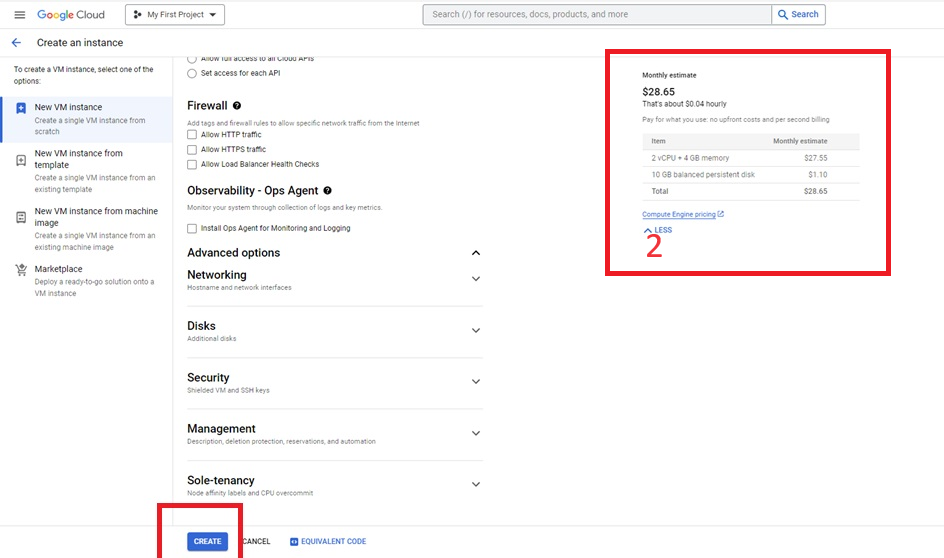 Google Cloud
My First Project
Search (/) for resources, docs, products, and more
Search
Create an instance
To create a VM instance, select one of the
options:
New VM instance
Create a single VM instance from
scratch
New VM instance from
template
Create a single VM instance from an
existing template
New VM instance from machine
image
Create a single VM instance from an
existing machine image
Marketplace
Deploy a ready-to-go solution onto a
VM instance
Allow full access to all Cloud APIs
Set access for each API
Firewall
Add tags and firewall rules to allow specific network traffic from the Internet
Allow HTTP traffic
Allow HTTPS traffic
Allow Load Balancer Health Checks
Observability - Ops Agent
Monitor your system through collection of logs and key metrics.
Install Ops Agent for Monitoring and Logging
Advanced options
Networking
Hostname and network interfaces
Disks
Additional disks
Security
Shielded VM and SSH keys
Management
Description, deletion protection, reservations, and automation
Sole-tenancy
Node affinity labels and CPU overcommit
CREATE CANCEL EQUIVALENT CODE
Monthly estimate
$28.65
That's about $0.04 hourly
Pay for what you use: no upfront costs and per second billing
Item Monthly estimate
2 vCPU + 4 GB memory $27.55
10 GB balanced persistent disk $1.10
Total $28.65
Compute Engine pricing
LESS
2